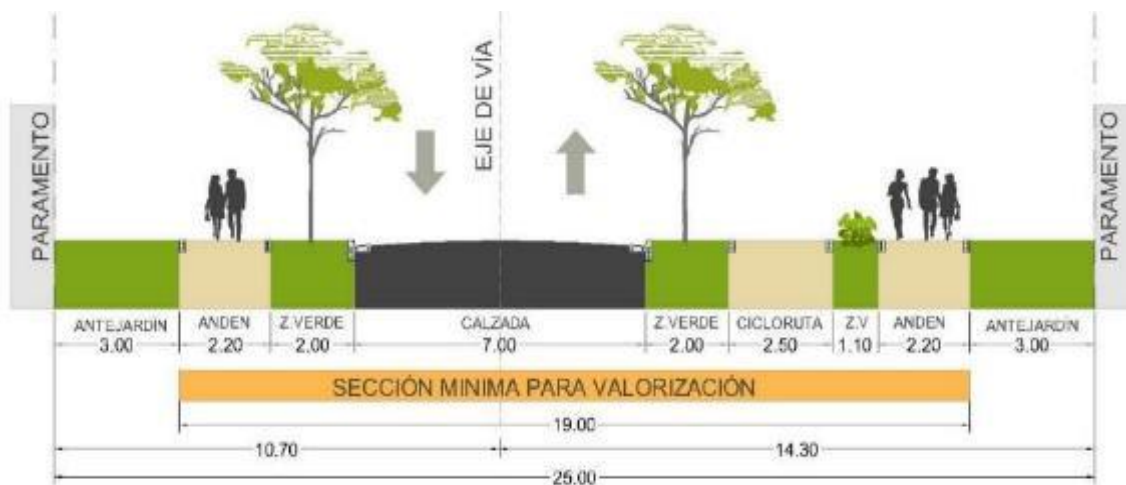 PARAMENTO
EJE DE VÍA
PARAMENTO
ANTEJARDÍN ANDEN Z.VERDE CALZADA Z.VERDE CICLORUTA Z.V ANDEN ANTEJARDÍN
3.00 2.20 2.00 7.00 2.00 2.50 1.10 2.20 3.00
SECCIÓN MINIMA PARA VALORIZACIÓN
19.00
10.70 14.30
25.00